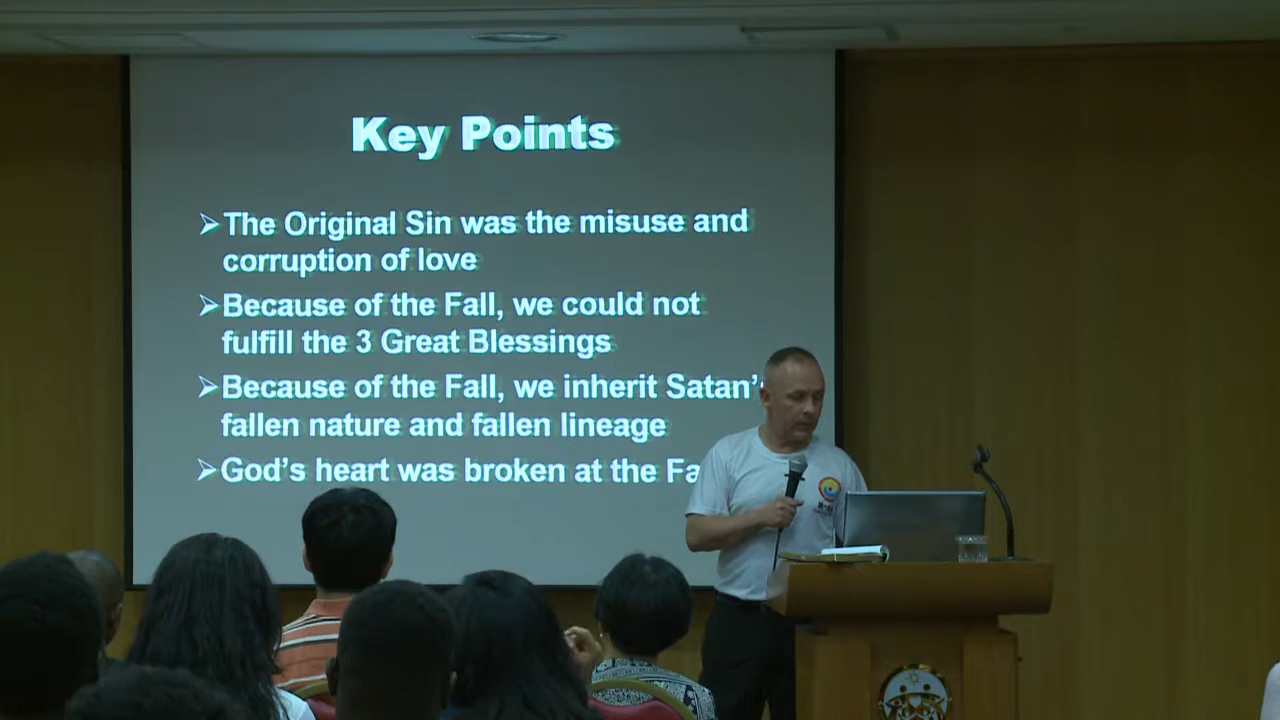 Key Points
➢The Original Sin was the misuse and
corruption of love
➢Because of the Fall, we could not
fulfill the 3 Great Blessings
➢Because of the Fall, we inherit Satan'
fallen nature and fallen lineage
➢God's heart was broken at the Fa